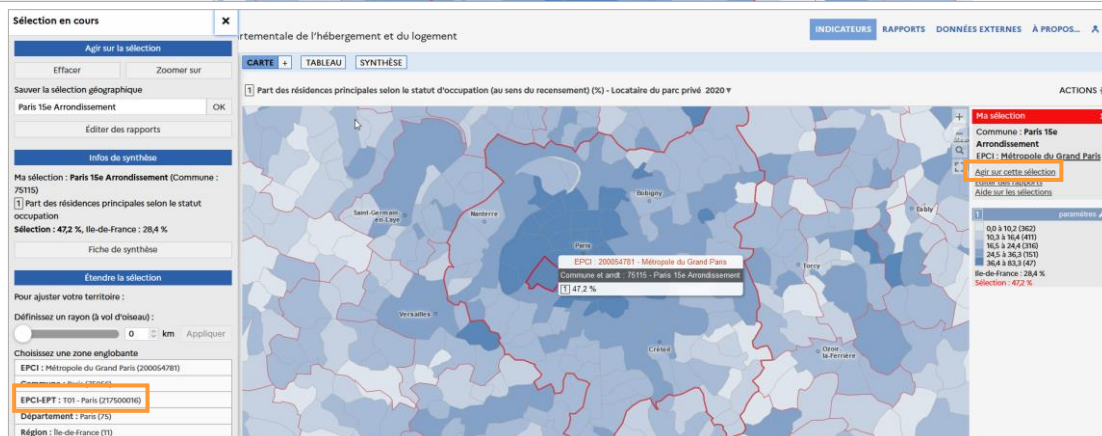 Sélection en cours
×
Agir sur la sélection
Effacer
Zoomer sur
Sauver la sélection géographique
Paris 15e Arrondissement
OK
Éditer des rapports
Infos de synthèse
Ma sélection : Paris 15e Arrondissement (Commune :
75115)
1 Part des résidences principales selon le statut
occupation
Sélection : 47,2 %, Ile-de-France : 28,4 %
Fiche de synthèse
Étendre la sélection
Pour ajuster votre territoire :
Définissez un rayon (à vol d'oiseau) :
0 km Appliquer
Choisissez une zone englobante
EPCI : Métropole du Grand Paris (200054781)
Commune : Paris (75056)
EPCI-EPT : T01 - Paris (217500016)
Département : Paris (75)
Région : Île-de-France (11)
rtementale de l'hébergement et du logement
INDICATEURS
RAPPORTS
DONNÉES EXTERNES
À PROPOS...
CARTE +
TABLEAU
SYNTHÈSE
1 Part des résidences principales selon le statut d'occupation (au sens du recensement) (%) - Locataire du parc privé 2020 ▾
ACTIONS
Saint-Germain
-en-Laye
Nanterre
Bobigny
Paris
EPCI : 200054781 - Métropole du Grand Paris
Commune et arrdt : 75115 - Paris 15e Arrondissement
1 47,2 %
Versailles
Créteil
Torcy
Esbly
Ozoir-
la-Ferrière
+
Ma sélection
Commune : Paris 15e
Arrondissement
EPCI : Métropole du Grand Paris
Agir sur cette sélection
Éditer des rapports
Aide sur les sélections
1 paramètres
0,0 à 10,2 (362)
10,3 à 16,4 (411)
16,5 à 24,4 (316)
24,5 à 36,3 (151)
36,4 à 83,3 (47)
Ile-de-France : 28,4 %
Sélection : 47,2 %